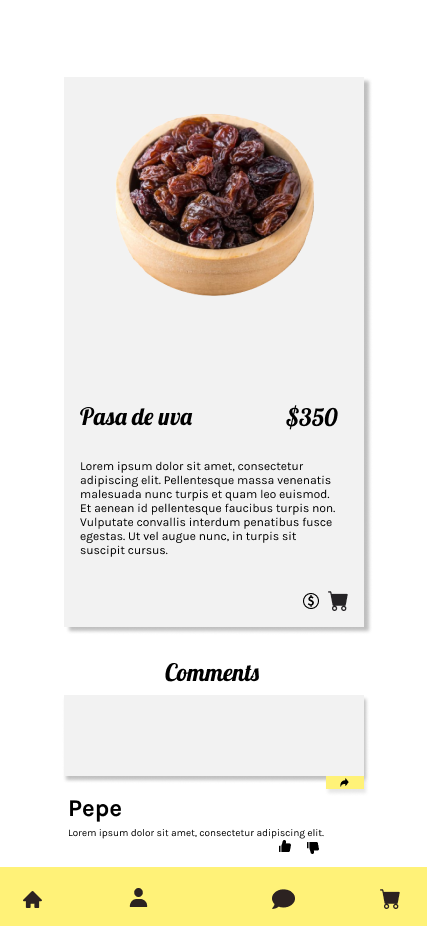 Pasa de uva $350
Lorem ipsum dolor sit amet, consectetur
adipiscing elit. Pellentesque massa venenatis
malesuada nunc turpis et quam leo euismod.
Et aenean id pellentesque faucibus turpis non.
Vulputate convallis interdum penatibus fusce
egestas. Ut vel augue nunc, in turpis sit
suscipit cursus.
Comments
Pepe
Lorem ipsum dolor sit amet, consectetur adipiscing elit.